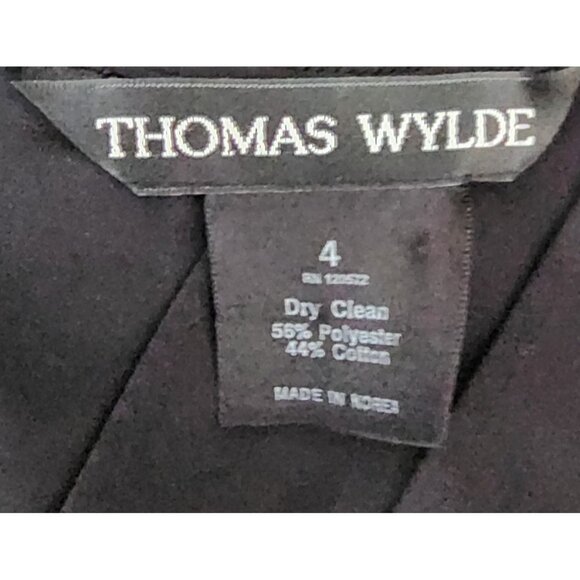 THOMAS WYLDE
4
Dry Clean
56% Polyester
44% Cotton
MADE IN KOREA